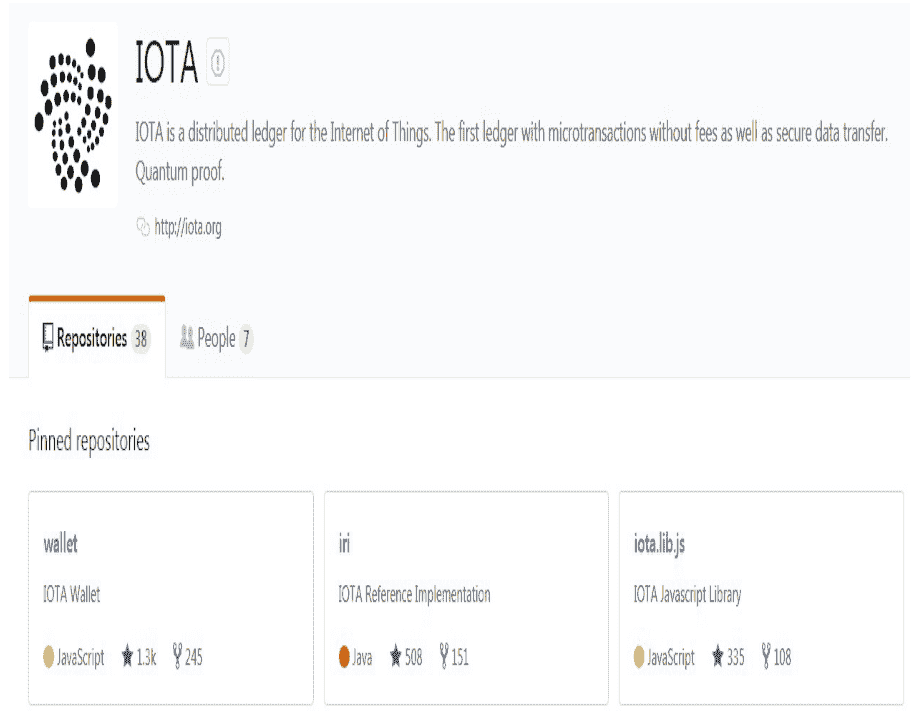 IOTA
IOTA is a distributed ledger for the Internet of Things. The first ledger with microtransactions without fees as well as secure data transfer.
Quantum proof.
http://iota.org
Repositories 38 People 7
Pinned repositories
wallet
IOTA Wallet
JavaScript 1.3k 245
iri
IOTA Reference Implementation
Java 508 151
iota.lib.js
IOTA Javascript Library
JavaScript 335 108